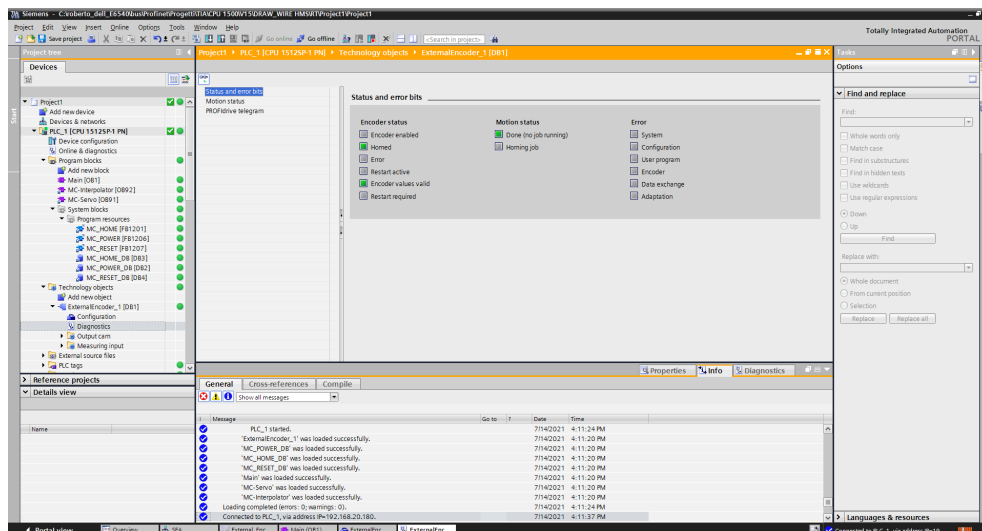 Siemens - C:\roberto_dell_E6540\bus\Profinet\Progetti\TIA\CPU 1500\V15\DRAW_WIRE HMS\RT\Project1\Project1
Project Edit View Insert Online Options Tools Window Help
Totally Integrated Automation
PORTAL
Save project Go online Go offline <Search in project>
Project tree
Project1 PLC_1 [CPU 1512SP-1 PN] Technology objects ExternalEncoder_1 [DB1]
Tasks
Devices
Options
Start
Project1
Add new device
Devices & networks
PLC_1 [CPU 1512SP-1 PN]
Device configuration
Online & diagnostics
Program blocks
Add new block
Main [OB1]
MC-Interpolator [OB92]
MC-Servo [OB91]
System blocks
Program resources
MC_HOME [FB1201]
MC_POWER [FB1206]
MC_RESET [FB1207]
MC_HOME_DB [DB3]
MC_POWER_DB [DB2]
MC_RESET_DB [DB4]
Technology objects
Add new object
ExternalEncoder_1 [DB1]
Configuration
Diagnostics
Output cam
Measuring input
External source files
PLC tags
Reference projects
Details view
Name
Status and error bits
Motion status
PROFIdrive telegram
Status and error bits
Encoder status
Encoder enabled
Homed
Error
Restart active
Encoder values valid
Restart required
Motion status
Done (no job running)
Homing job
Error
System
Configuration
User program
Encoder
Data exchange
Adaptation
Find and replace
Find:
Whole words only
Match case
Find in substructures
Find in hidden texts
Use wildcards
Use regular expressions
Down
Up
Find
Replace with:
Whole document
From current position
Selection
Replace Replace all
Languages & resources
Properties Info Diagnostics
General Cross-references Compile
Show all messages
! Message Go to ? Date Time
PLC_1 started. 7/14/2021 4:11:24 PM
'ExternalEncoder_1' was loaded successfully. 7/14/2021 4:11:20 PM
'MC_POWER_DB' was loaded successfully. 7/14/2021 4:11:20 PM
'MC_HOME_DB' was loaded successfully. 7/14/2021 4:11:20 PM
'MC_RESET_DB' was loaded successfully. 7/14/2021 4:11:20 PM
'Main' was loaded successfully. 7/14/2021 4:11:20 PM
'MC-Servo' was loaded successfully. 7/14/2021 4:11:20 PM
'MC-Interpolator' was loaded successfully. 7/14/2021 4:11:20 PM
Loading completed (errors: 0; warnings: 0). 7/14/2021 4:11:24 PM
Connected to PLC_1, via address IP=192.168.20.180. 7/14/2021 4:11:37 PM
Portal view Overview Main (OB1)